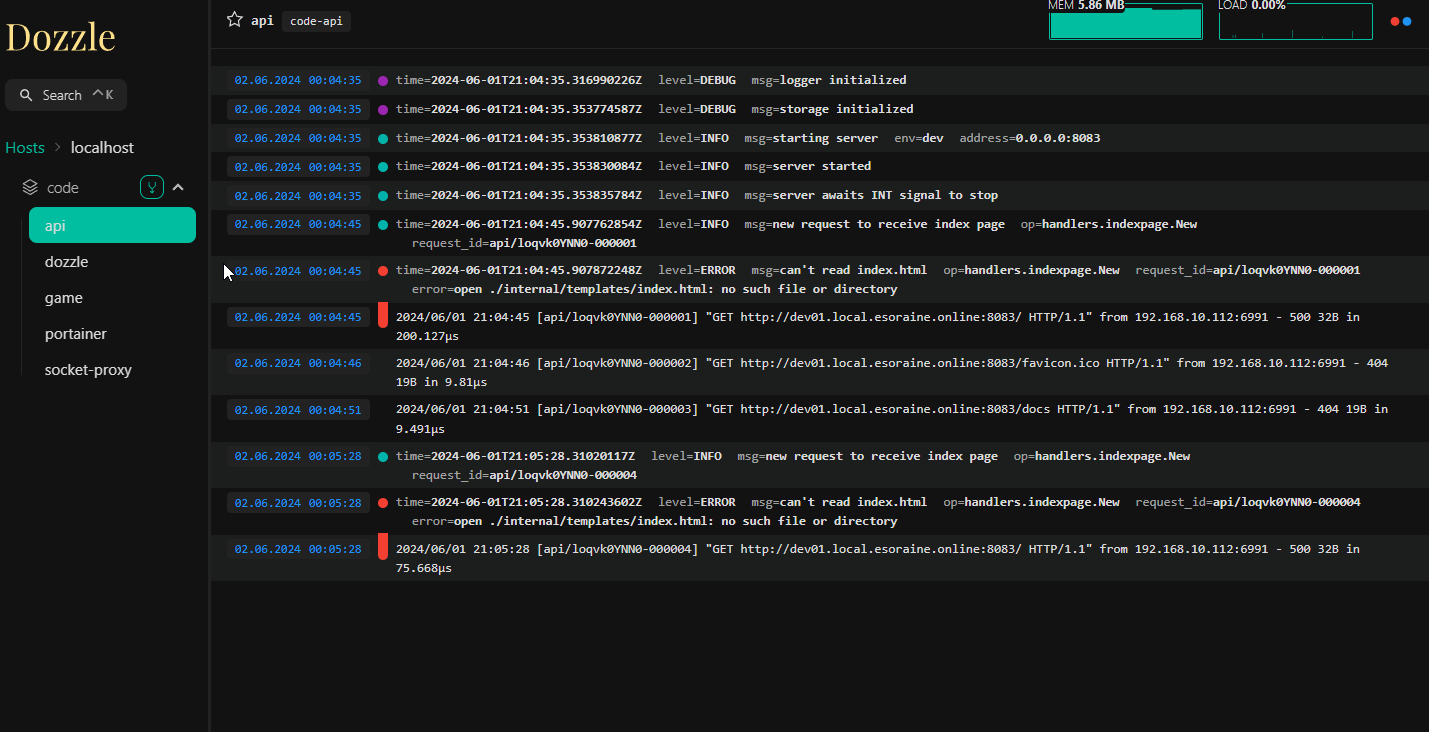 Dozzle
Search ^K
Hosts > localhost
code
api
dozzle
game
portainer
socket-proxy
api code-api
MEM 5.86 MB
LOAD 0.00%
02.06.2024 00:04:35 time=2024-06-01T21:04:35.316990226Z level=DEBUG msg=logger initialized
02.06.2024 00:04:35 time=2024-06-01T21:04:35.353774587Z level=DEBUG msg=storage initialized
02.06.2024 00:04:35 time=2024-06-01T21:04:35.353810877Z level=INFO msg=starting server env=dev address=0.0.0.0:8083
02.06.2024 00:04:35 time=2024-06-01T21:04:35.353830084Z level=INFO msg=server started
02.06.2024 00:04:35 time=2024-06-01T21:04:35.353835784Z level=INFO msg=server awaits INT signal to stop
02.06.2024 00:04:45 time=2024-06-01T21:04:45.907762854Z level=INFO msg=new request to receive index page op=handlers.indexpage.New
request_id=api/loqvk0YNN0-000001
02.06.2024 00:04:45 time=2024-06-01T21:04:45.907872248Z level=ERROR msg=can't read index.html op=handlers.indexpage.New request_id=api/loqvk0YNN0-000001
error=open ./internal/templates/index.html: no such file or directory
02.06.2024 00:04:45 2024/06/01 21:04:45 [api/loqvk0YNN0-000001] "GET http://dev01.local.esoraine.online:8083/ HTTP/1.1" from 192.168.10.112:6991 - 500 32B in
200.127µs
02.06.2024 00:04:46 2024/06/01 21:04:46 [api/loqvk0YNN0-000002] "GET http://dev01.local.esoraine.online:8083/favicon.ico HTTP/1.1" from 192.168.10.112:6991 - 404
19B in 9.81µs
02.06.2024 00:04:51 2024/06/01 21:04:51 [api/loqvk0YNN0-000003] "GET http://dev01.local.esoraine.online:8083/docs HTTP/1.1" from 192.168.10.112:6991 - 404 19B in
9.491µs
02.06.2024 00:05:28 time=2024-06-01T21:05:28.31020117Z level=INFO msg=new request to receive index page op=handlers.indexpage.New
request_id=api/loqvk0YNN0-000004
02.06.2024 00:05:28 time=2024-06-01T21:05:28.310243602Z level=ERROR msg=can't read index.html op=handlers.indexpage.New request_id=api/loqvk0YNN0-000004
error=open ./internal/templates/index.html: no such file or directory
02.06.2024 00:05:28 2024/06/01 21:05:28 [api/loqvk0YNN0-000004] "GET http://dev01.local.esoraine.online:8083/ HTTP/1.1" from 192.168.10.112:6991 - 500 32B in
75.668µs